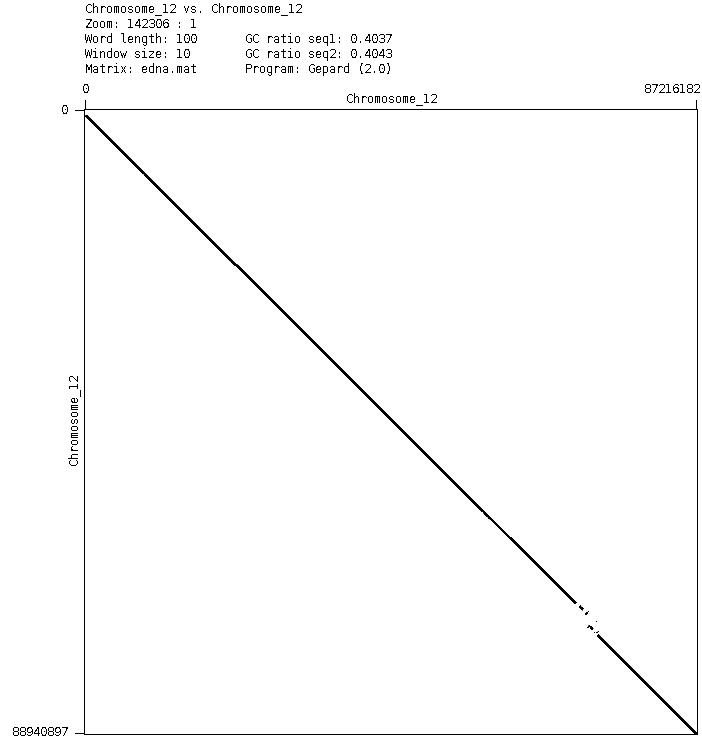 Chromosome_12 vs. Chromosome_12
Zoom: 142306 : 1
Word length: 100 GC ratio seq1: 0.4037
Window size: 10 GC ratio seq2: 0.4043
Matrix: edna.mat Program: Gepard (2.0)
0 87216182
Chromosome_12
0
Chromosome_12
88940897